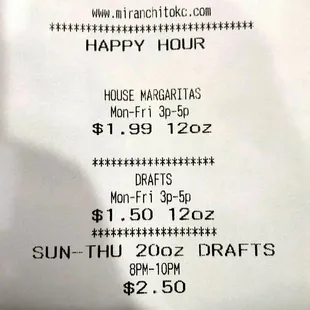 www.miranchitokc.com
***********************************
HAPPY HOUR
HOUSE MARGARITAS
Mon-Fri 3p-5p
$1.99 12oz
*********************
DRAFTS
Mon-Fri 3p-5p
$1.50 12oz
*********************
SUN--THU 20oz DRAFTS
8PM-10PM
$2.50